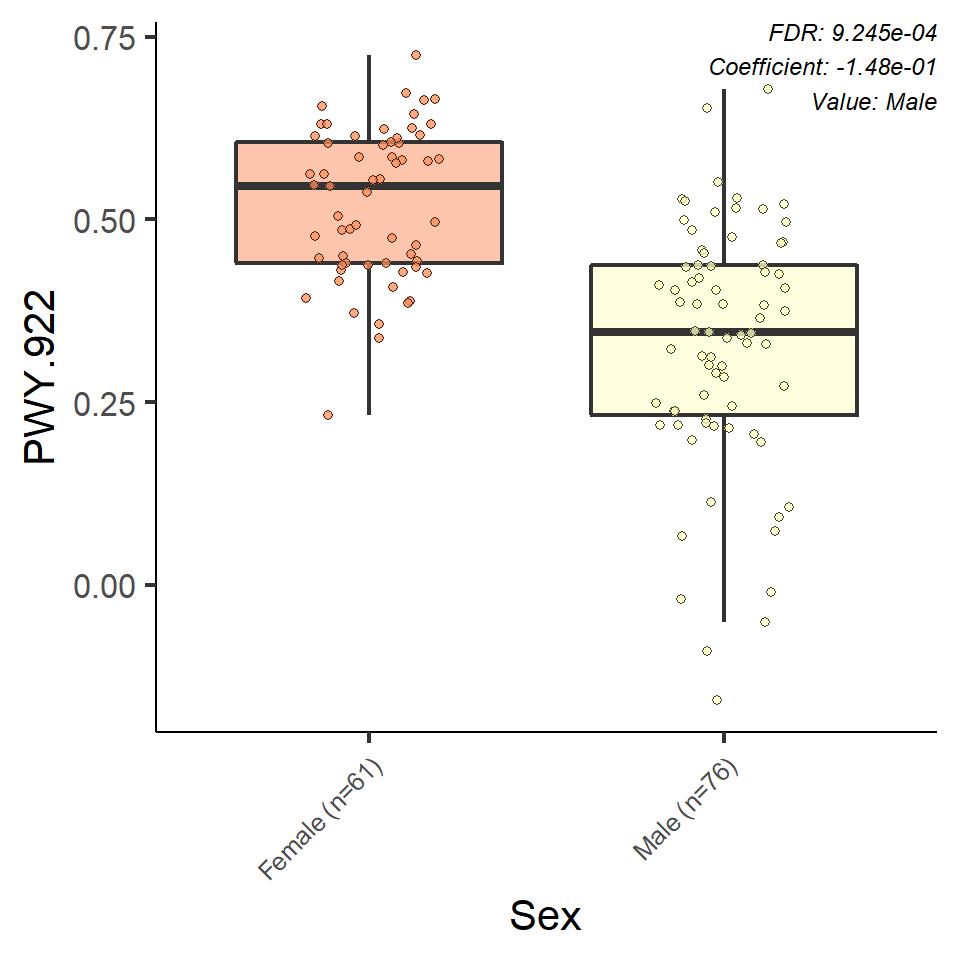 FDR: 9.245e-04
Coefficient: -1.48e-01
Value: Male
0.75
0.50
0.25
0.00
PWY.922
Female (n=61)
Male (n=76)
Sex